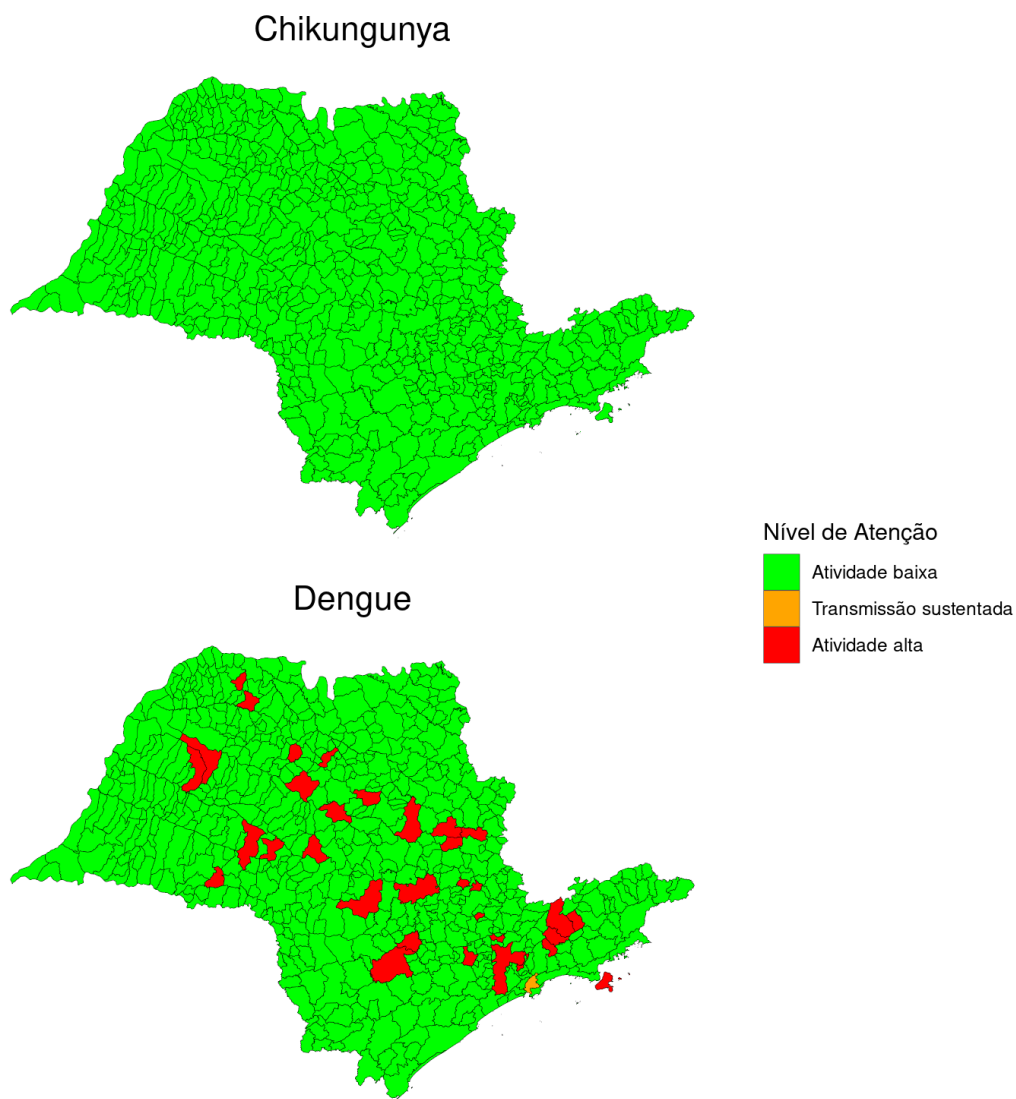 Chikungunya
Nível de Atenção
Atividade baixa
Transmissão sustentada
Atividade alta
Dengue